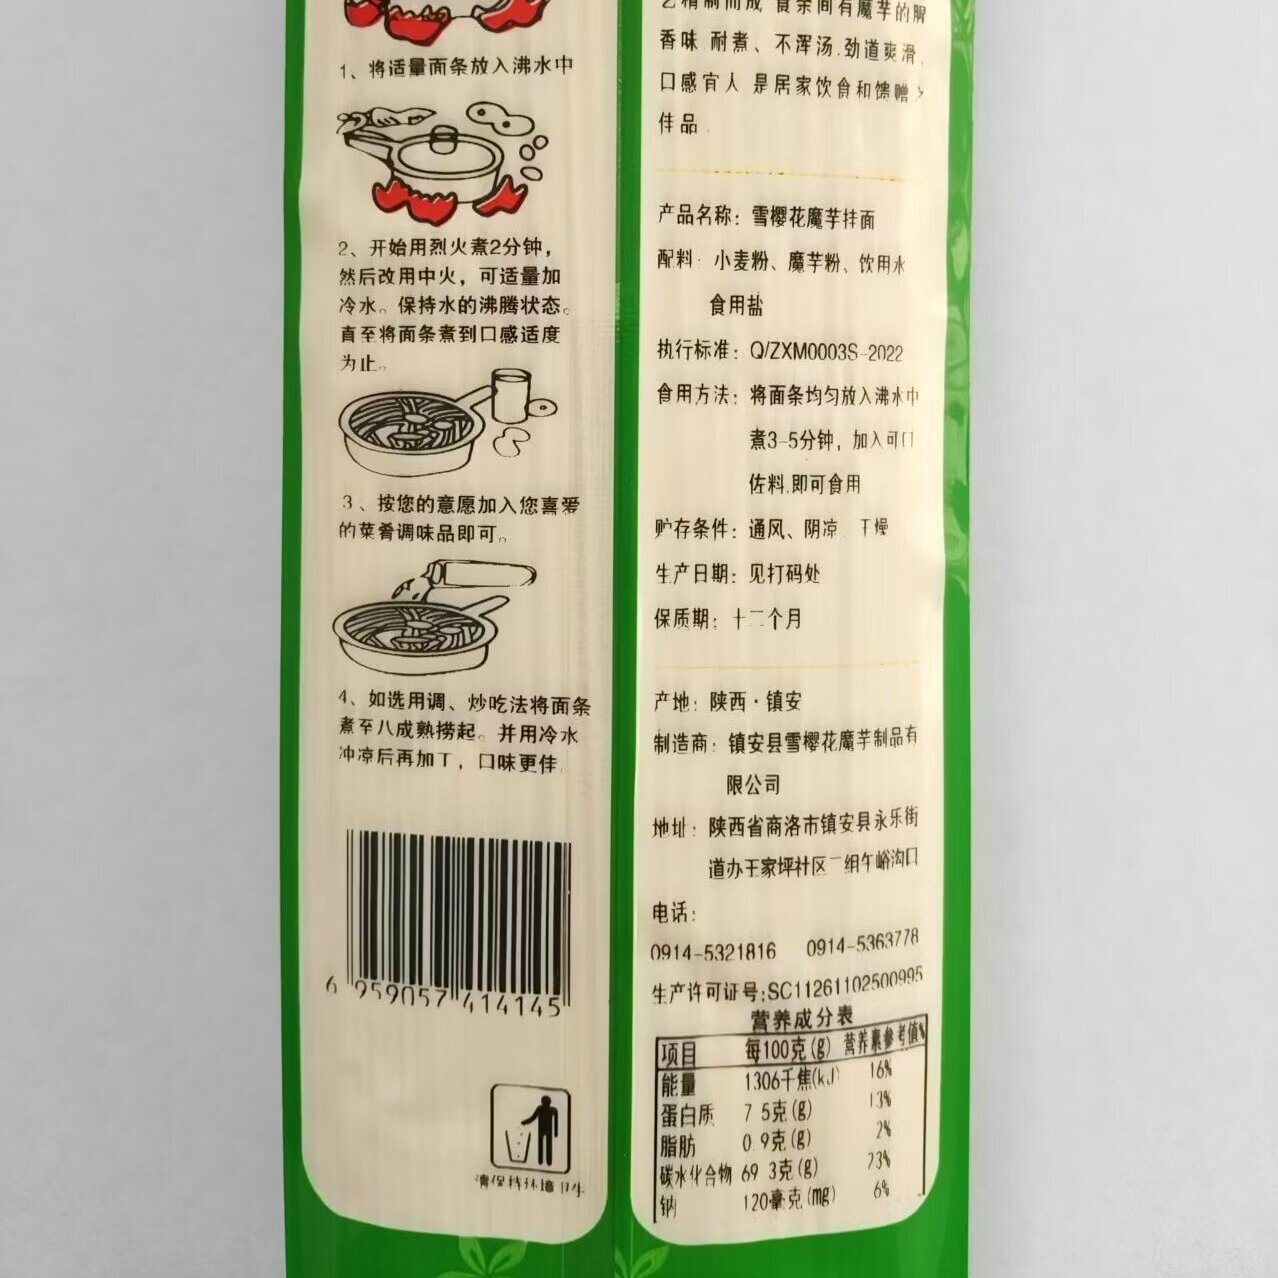 1、将适量面条放入沸水中
2、开始用烈火煮2分钟，
然后改用中火，可适量加
冷水。保持水的沸腾状态。
直至将面条煮到口感适度
为止。
3、按您的意愿加入您喜爱
的菜肴调味品即可。
4、如选用调、炒吃法将面条
煮至八成熟捞起。并用冷水
冲凉后再加工，口味更佳
6 959057 414145
请保持环境卫生
艺精制而成 食余间有魔芋的
香味 耐煮、不浑汤.劲道爽滑、
口感宜人 是居家饮食和馈赠之
佳品.
产品名称：雪樱花魔芋拌面
配料：小麦粉、魔芋粉、饮用水
食用盐
执行标准：Q/ZXM0003S-2022
食用方法：将面条均匀放入沸水中
煮3-5分钟，加入可口
佐料.即可食用
贮存条件：通风、阴凉 干燥
生产日期：见打码处
保质期：十二个月
产地：陕西·镇安
制造商：镇安县雪樱花魔芋制品有
限公司
地址：陕西省商洛市镇安县永乐街
道办王家坪社区二组午峪沟口
电话：
0914-5321816 0914-5363778
生产许可证号:SC11261102500995
营养成分表
项目 每100克(g) 营养素参考值%
能量 1306千焦(kJ) 16%
蛋白质 7.5克(g) 13%
脂肪 0.9克(g) 2%
碳水化合物 69.3克(g) 23%
钠 120毫克(mg) 6%